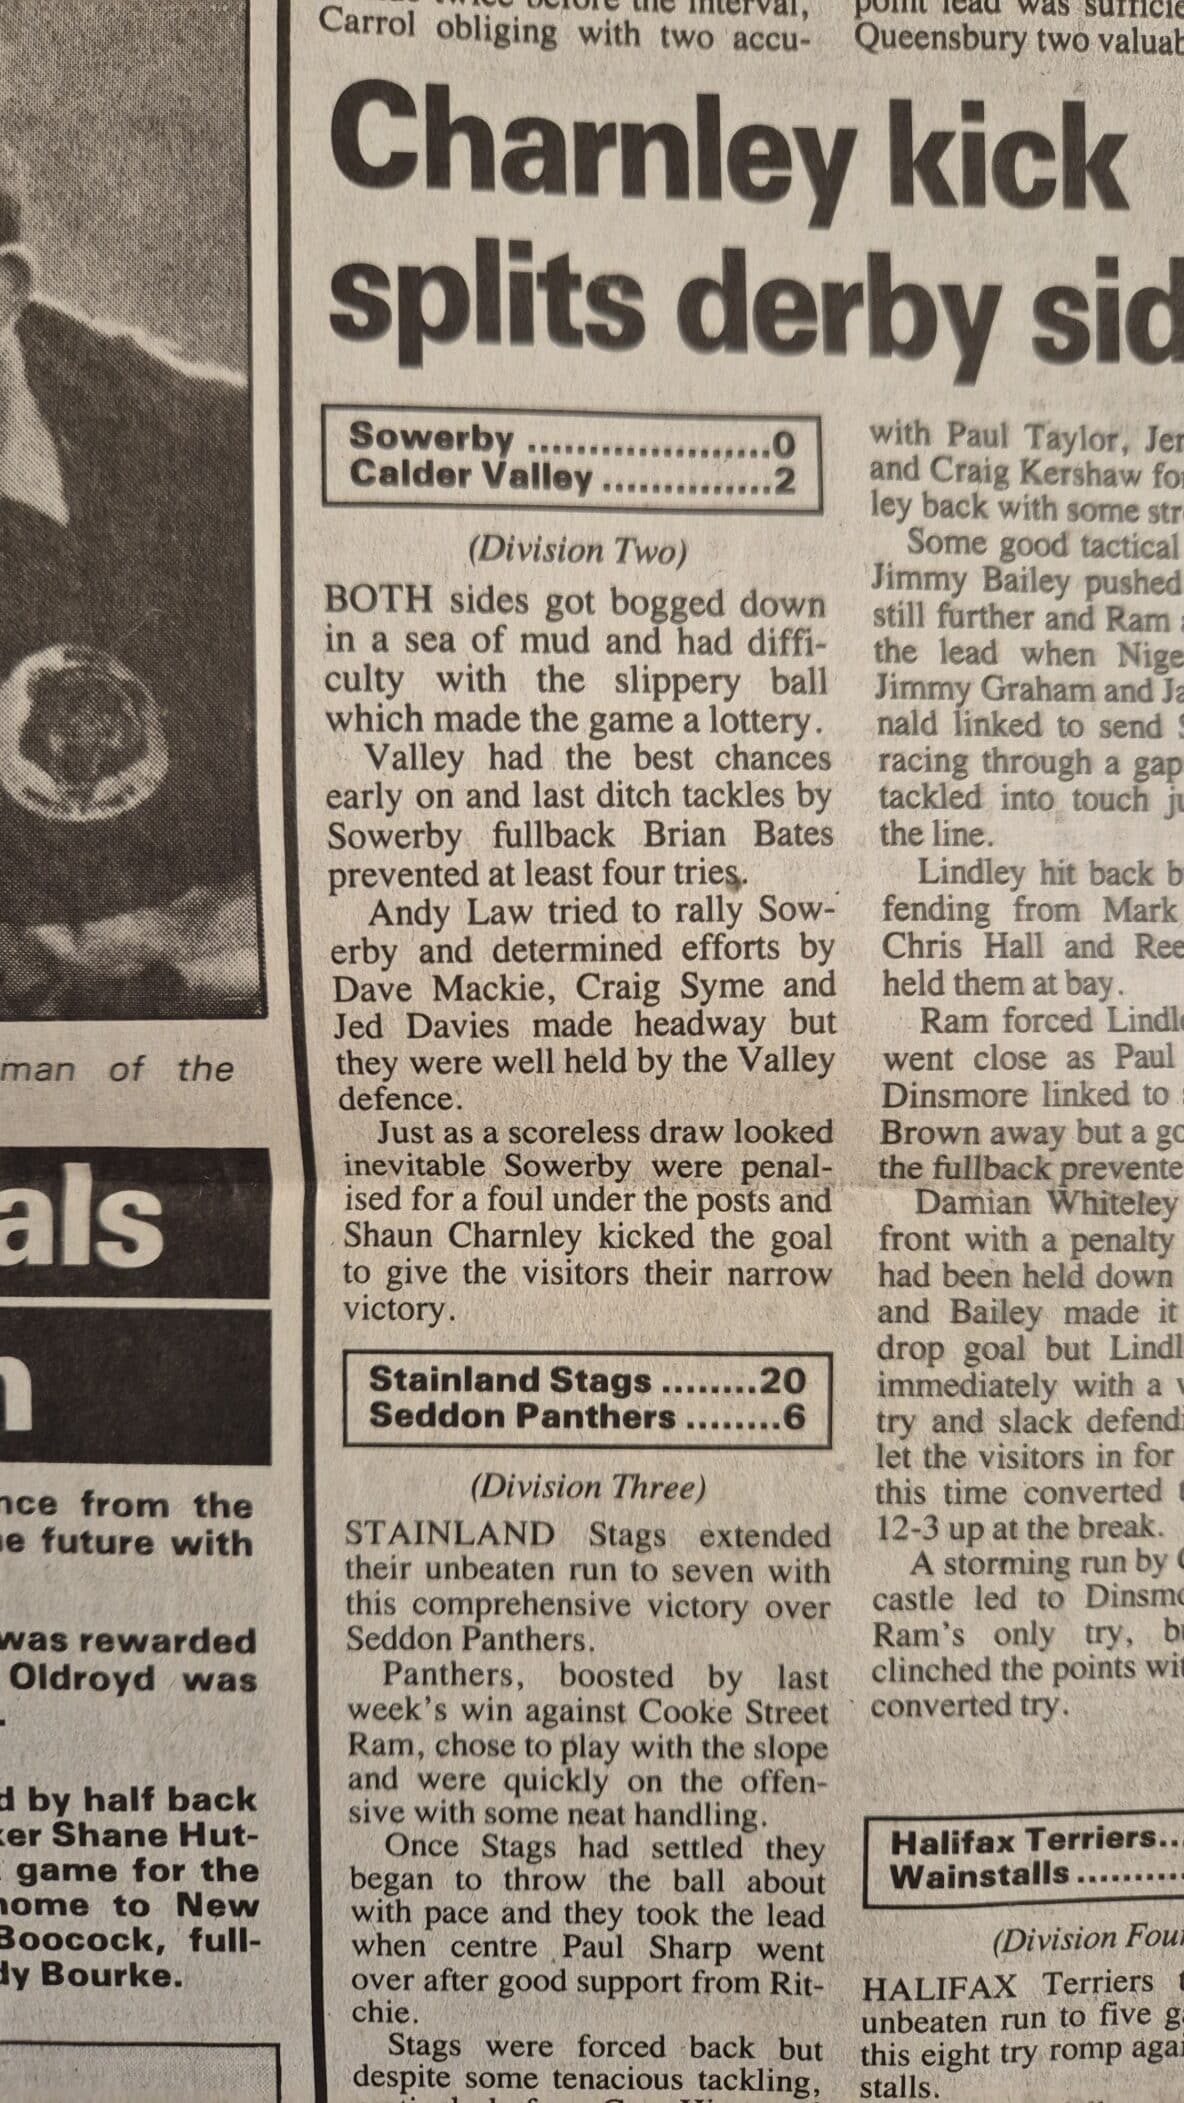 Carrol obliging with two accu-
Queensbury two
Charnley kick
splits derby
Sowerby .....................0
Calder Valley ..............2
(Division Two)
BOTH sides got bogged down
in a sea of mud and had diffi-
culty with the slippery ball
which made the game a lottery.
Valley had the best chances
early on and last ditch tackles by
Sowerby fullback Brian Bates
prevented at least four tries.
Andy Law tried to rally Sow-
erby and determined efforts by
Dave Mackie, Craig Syme and
Jed Davies made headway but
they were well held by the Valley
defence.
Just as a scoreless draw looked
inevitable Sowerby were penal-
ised for a foul under the posts and
Shaun Charnley kicked the goal
to give the visitors their narrow
victory.
Stainland Stags ........20
Seddon Panthers ........6
(Division Three)
STAINLAND Stags extended
their unbeaten run to seven with
this comprehensive victory over
Seddon Panthers.
Panthers, boosted by last
week's win against Cooke Street
Ram, chose to play with the slope
and were quickly on the offen-
sive with some neat handling.
Once Stags had settled they
began to throw the ball about
with pace and they took the lead
when centre Paul Sharp went
over after good support from Rit-
chie.
Stags were forced back but
despite some tenacious tackling,
with Paul Taylor,
and Craig Kershaw
ley back with some
Some good tactical
Jimmy Bailey pushed
still further and Ram
the lead when
Jimmy Graham and
nald linked to send
racing through a gap
tackled into touch
the line.
Lindley hit back
fending from Mark
Chris Hall and
held them at bay.
Ram forced
went close as Paul
Dinsmore linked to
Brown away but a
the fullback
Damian Whiteley
front with a penalty
had been held down
and Bailey made it
drop goal but
immediately with a
try and slack
let the visitors in for
this time converted
12-3 up at the break.
A storming run by
castle led to
Ram's only try,
clinched the points
converted try.
Halifax Terriers..
Wainstalls ..........
(Division
HALIFAX Terriers
unbeaten run to five
this eight try romp
stalls.
man of the
als
from the
future with
was rewarded
Oldroyd was
by half back
Shane Hut-
game for the
to New
Boocock, full-
Bourke.